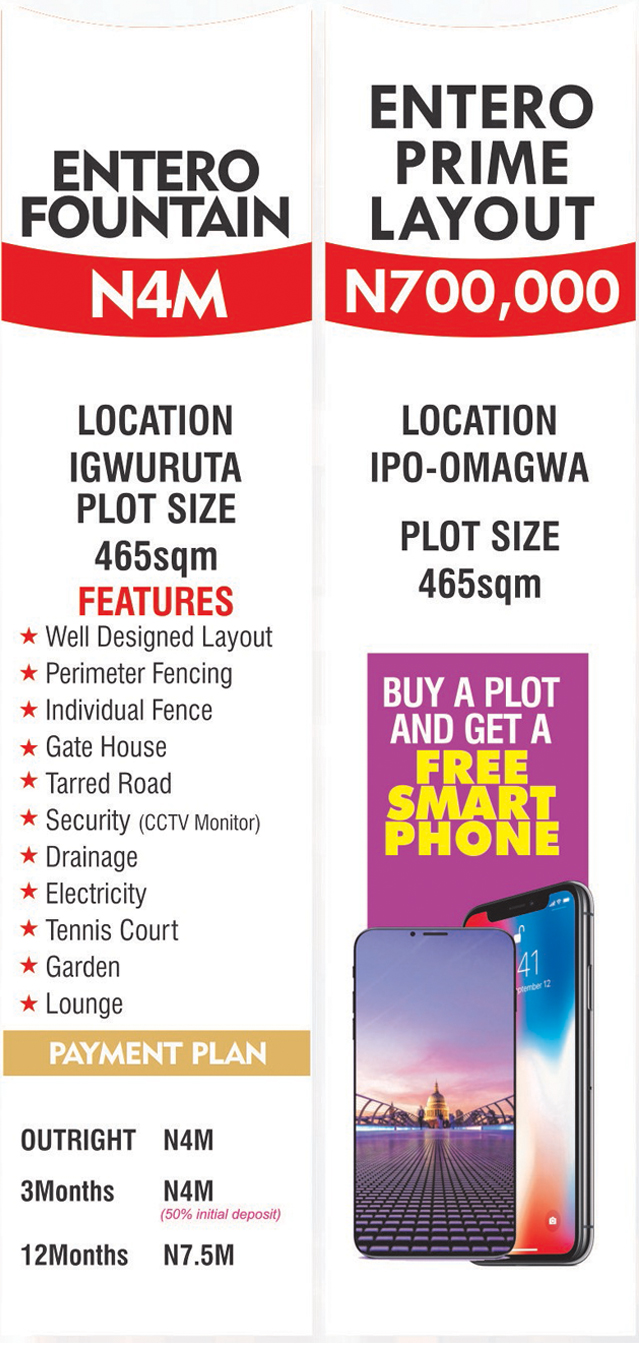 ENTERO
FOUNTAIN
N4M
LOCATION
IGWURUTA
PLOT SIZE
465sqm
FEATURES
★ Well Designed Layout
★ Perimeter Fencing
★ Individual Fence
★ Gate House
★ Tarred Road
★ Security (CCTV Monitor)
★ Drainage
★ Electricity
★ Tennis Court
★ Garden
★ Lounge
PAYMENT PLAN
OUTRIGHT N4M
3Months N4M
(50% initial deposit)
12Months N7.5M
ENTERO
PRIME
LAYOUT
N700,000
LOCATION
IPO-OMAGWA
PLOT SIZE
465sqm
BUY A PLOT
AND GET A
FREE
SMART
PHONE
41
ptember 12